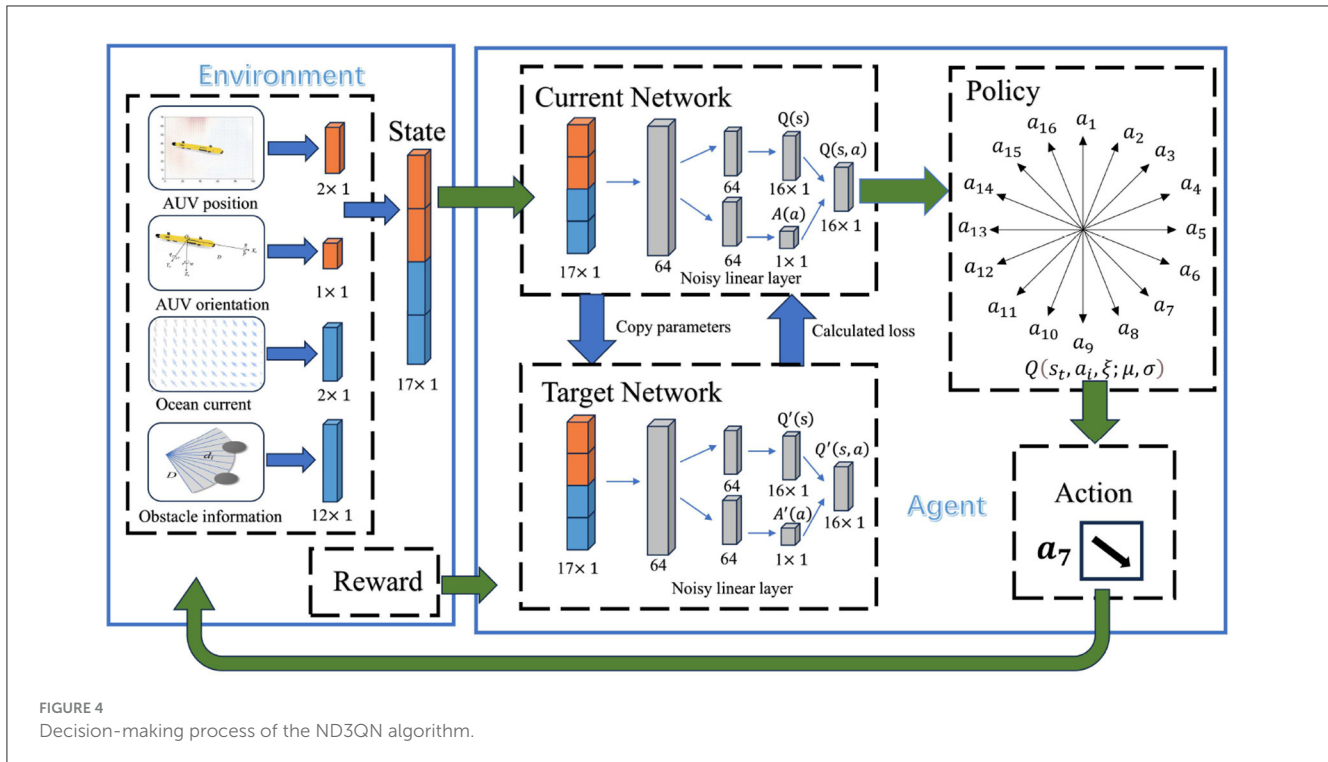 Environment
AUV position
2× 1
AUV orientation
1× 1
Ocean current
2× 1
D
d₁
Obstacle information
12× 1
State
17× 1
Reward
Current Network
17× 1
64
64
64
Q(s)
16× 1
A(a)
1× 1
Q(s,a)
16× 1
Noisy linear layer
Copy parameters
Calculated loss
Target Network
17× 1
64
64
64
Q′(s)
16× 1
A′(a)
1× 1
Q′(s,a)
16× 1
Noisy linear layer
Agent
Policy
a₁
a₂
a₃
a₄
a₅
a₆
a₇
a₈
a₉
a₁₀
a₁₁
a₁₂
a₁₃
a₁₄
a₁₅
a₁₆
Q(sₜ, aᵢ, ξ; μ, σ)
Action
a₇
FIGURE 4
Decision-making process of the ND3QN algorithm.